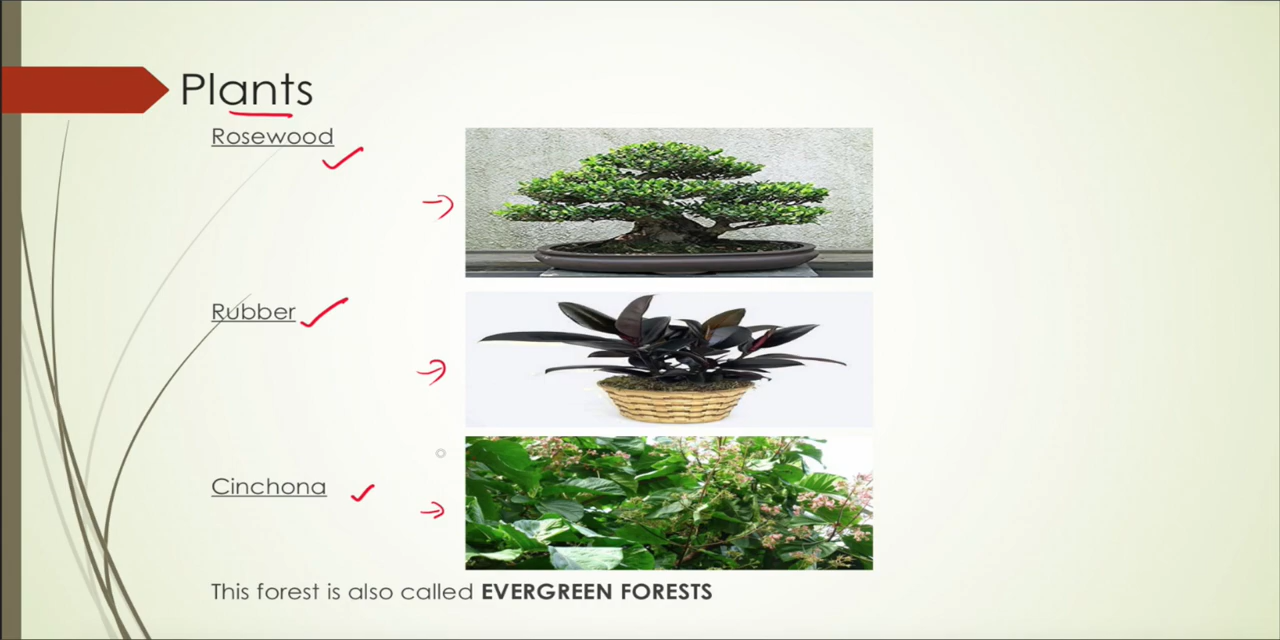 Plants
Rosewood
Rubber
Cinchona
This forest is also called EVERGREEN FORESTS